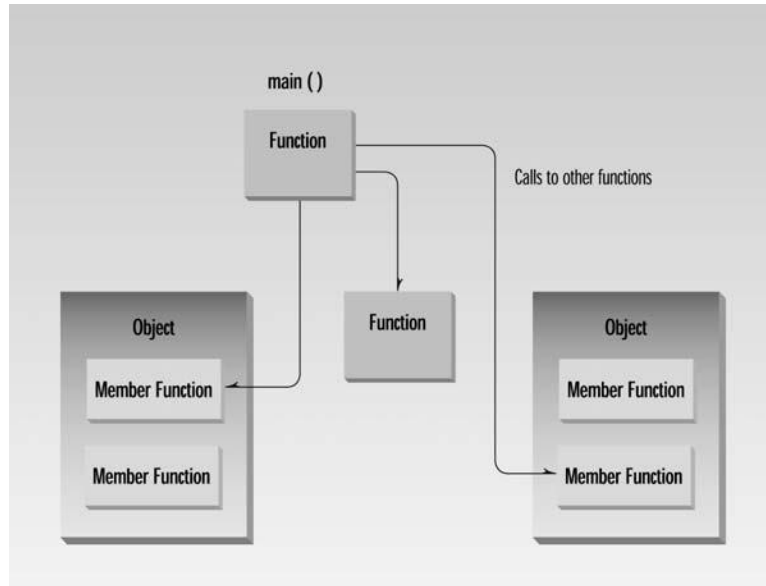 main ( )
Function
Calls to other functions
Function
Object
Member Function
Member Function
Object
Member Function
Member Function